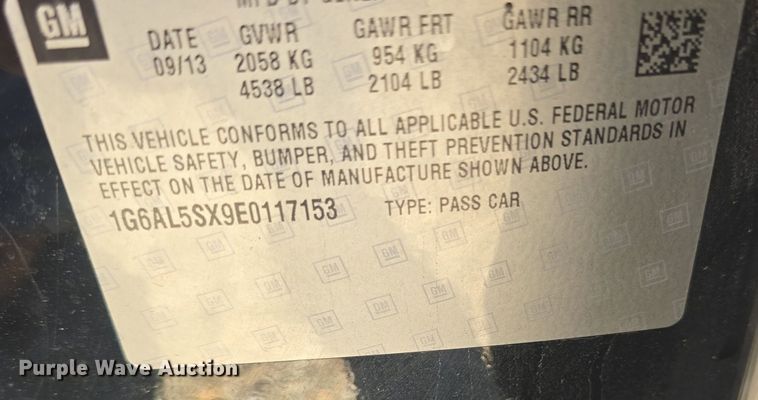 GM
DATE GVWR GAWR FRT GAWR RR
09/13 2058 KG 954 KG 1104 KG
4538 LB 2104 LB 2434 LB
THIS VEHICLE CONFORMS TO ALL APPLICABLE U.S. FEDERAL MOTOR
VEHICLE SAFETY, BUMPER, AND THEFT PREVENTION STANDARDS IN
EFFECT ON THE DATE OF MANUFACTURE SHOWN ABOVE.
1G6AL5SX9E0117153 TYPE: PASS CAR
Purple Wave Auction